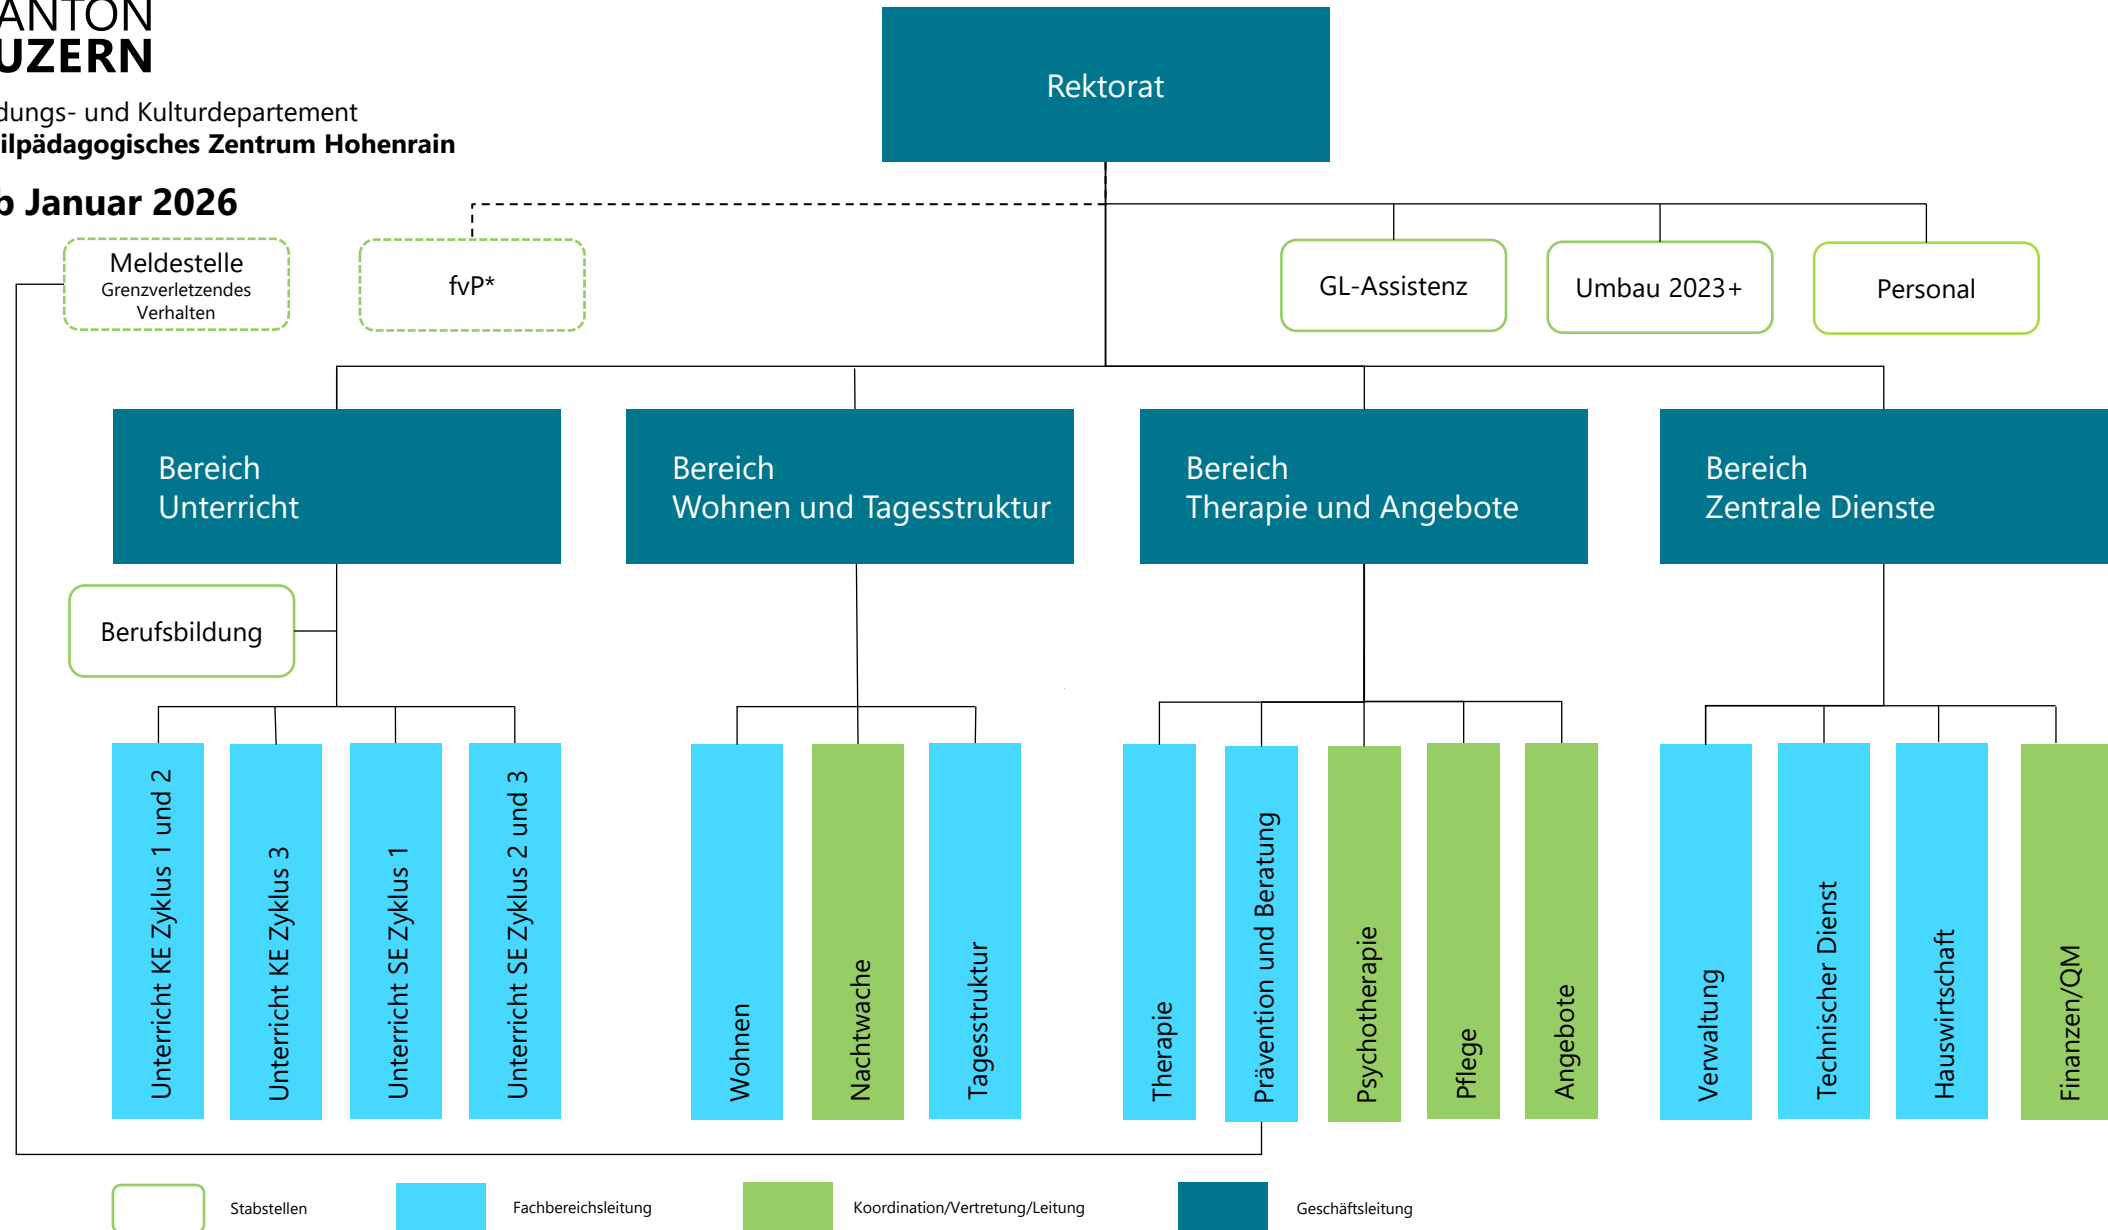 ANTON
UZERN
dungs- und Kulturdepartement
ilpädagogisches Zentrum Hohenrain
b Januar 2026
Rektorat
Meldestelle
Grenzverletzendes
Verhalten
fvP*
GL-Assistenz
Umbau 2023+
Personal
Bereich
Unterricht
Bereich
Wohnen und Tagesstruktur
Bereich
Therapie und Angebote
Bereich
Zentrale Dienste
Berufsbildung
Unterricht KE Zyklus 1 und 2
Unterricht KE Zyklus 3
Unterricht SE Zyklus 1
Unterricht SE Zyklus 2 und 3
Wohnen
Nachtwache
Tagesstruktur
Therapie
Prävention und Beratung
Psychotherapie
Pflege
Angebote
Verwaltung
Technischer Dienst
Hauswirtschaft
Finanzen/QM
Stabstellen
Fachbereichsleitung
Koordination/Vertretung/Leitung
Geschäftsleitung